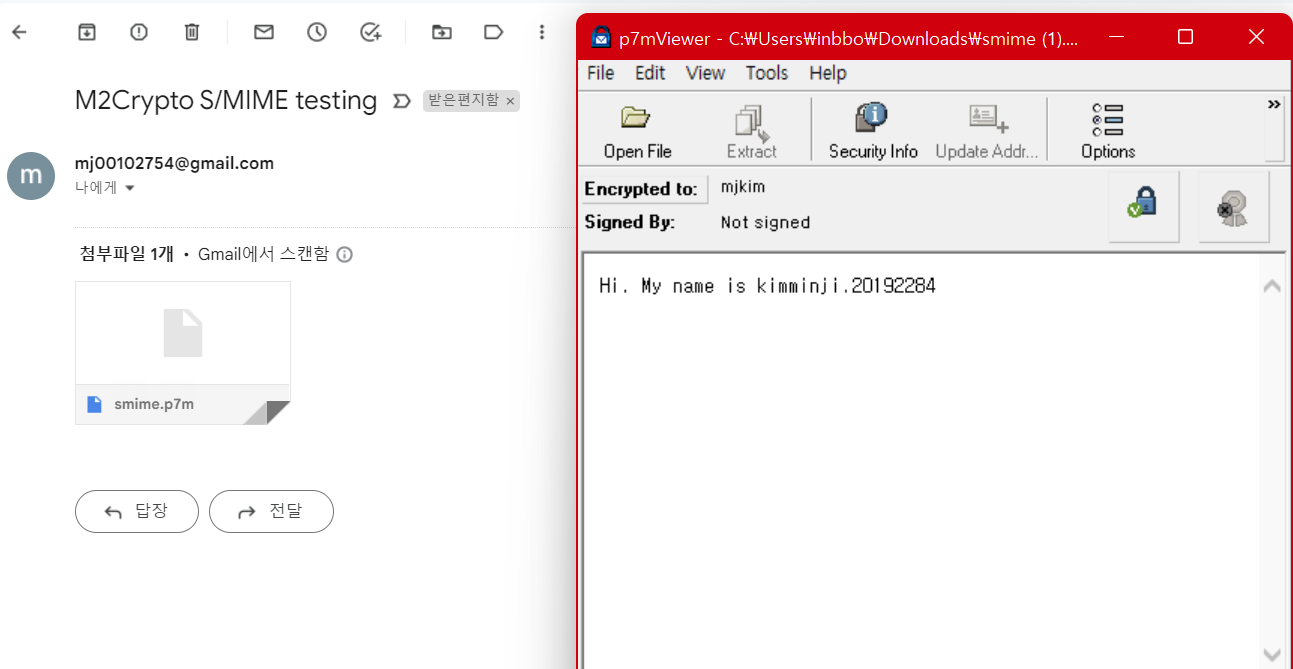 M2Crypto S/MIME testing
받은편지함 ×
m
mj00102754@gmail.com
나에게
첨부파일 1개 • Gmail에서 스캔함
smime.p7m
답장
전달
p7mViewer - C:₩Users₩inbbo₩Downloads₩smime (1)....
File Edit View Tools Help
»
Open File Extract Security Info Update Addr... Options
Encrypted to: mjkim
Signed By: Not signed
Hi. My name is kimminji.20192284